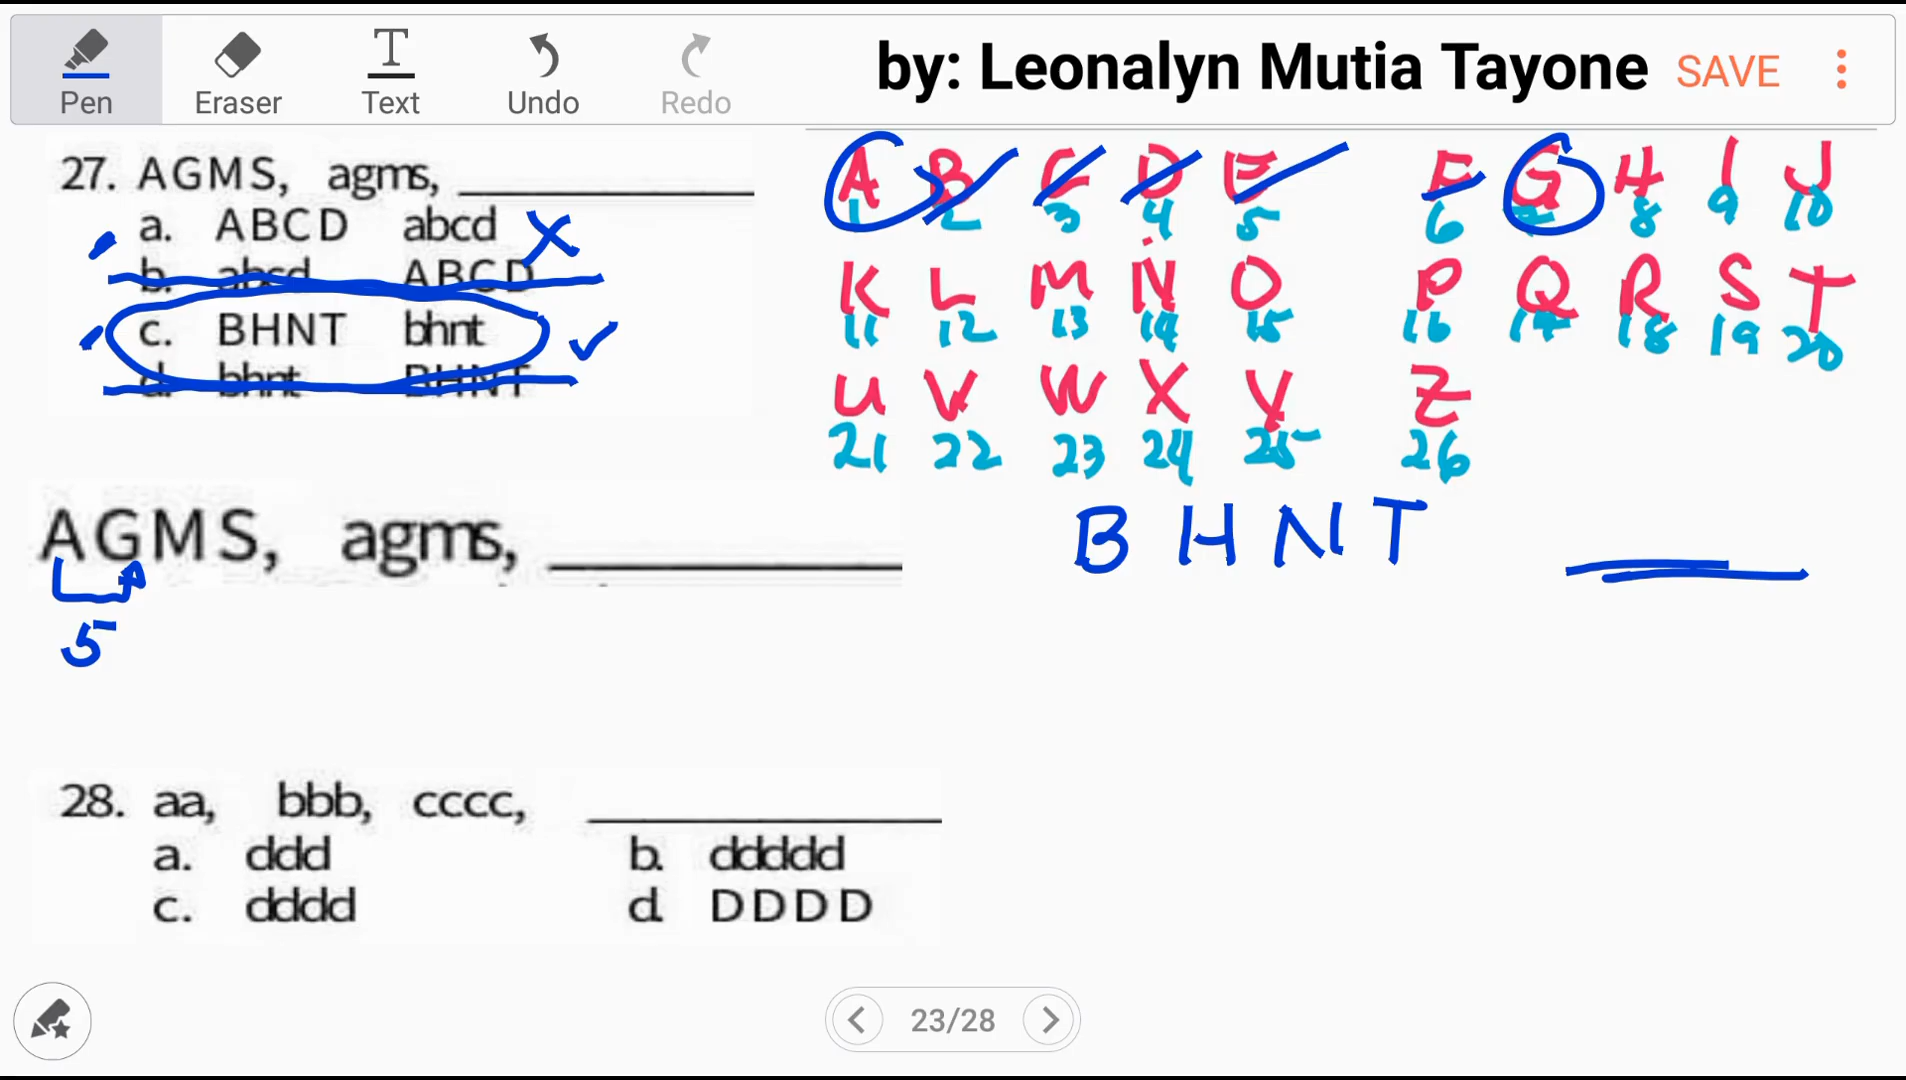 Pen Eraser Text Undo Redo by: Leonalyn Mutia Tayone SAVE
27. AGMS, agms, ____________
a. ABCD abcd
b. abcd ABCD
c. BHNT bhnt
d. bhnt BHNT
A B C D E F G H I J
1 2 3 4 5 6 7 8 9 10
K L M N O P Q R S T
11 12 13 14 15 16 17 18 19 20
U V W X Y Z
21 22 23 24 25 26
AGMS, agms, ____________
5
B H N T
28. aa, bbb, cccc, ____________
a. ddd b. ddddd
c. dddd d. DDDD
23/28